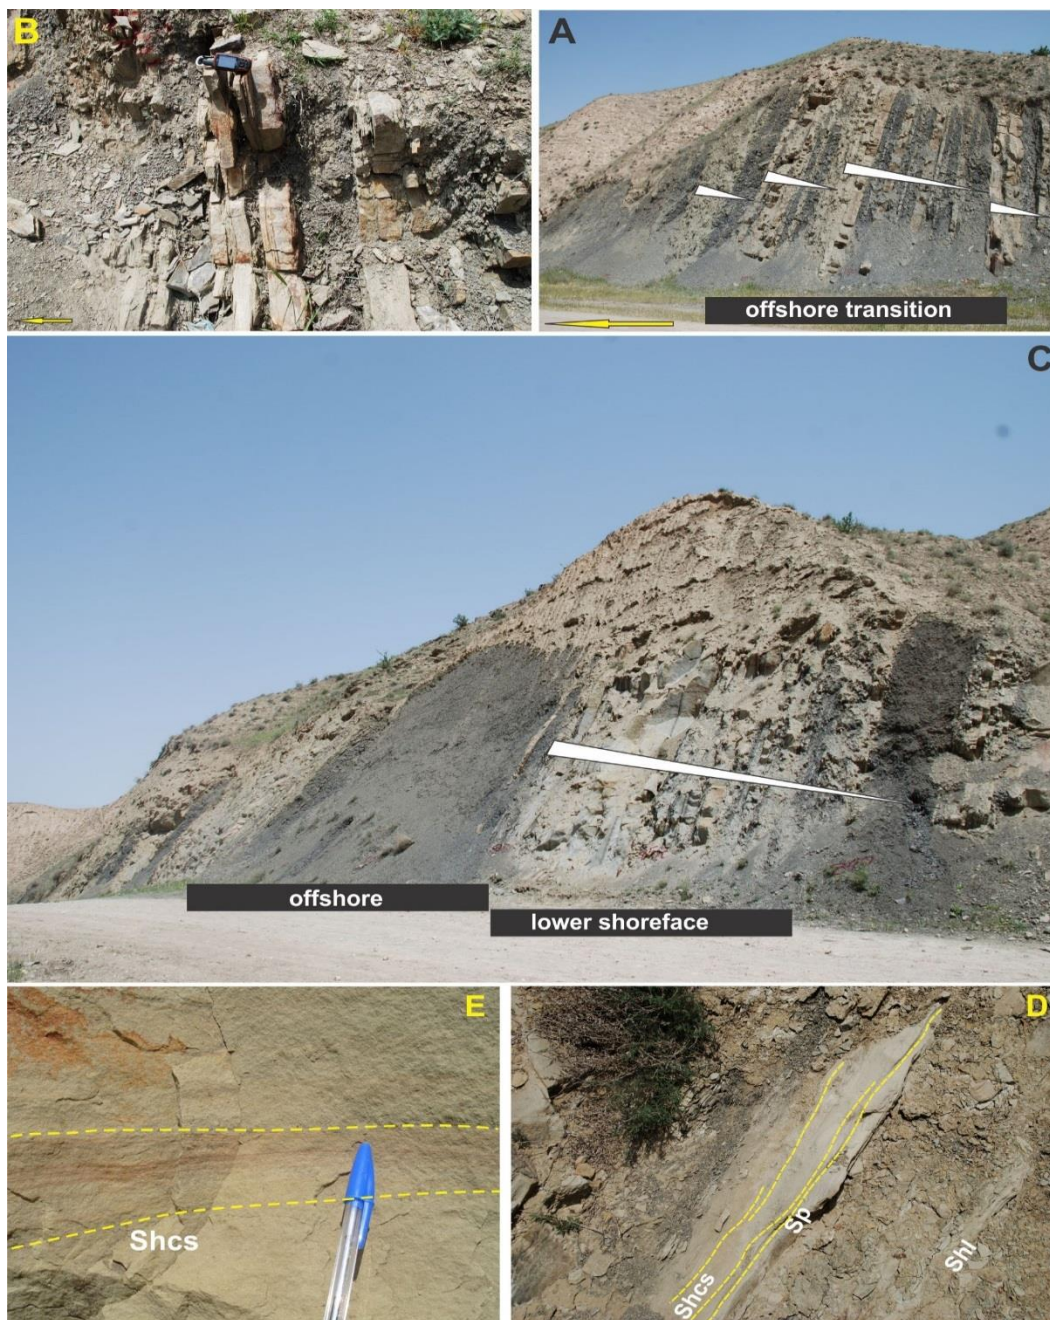 B
A
offshore transition
C
offshore
lower shoreface
E
Shcs
D
Shcs
Sp
Shl